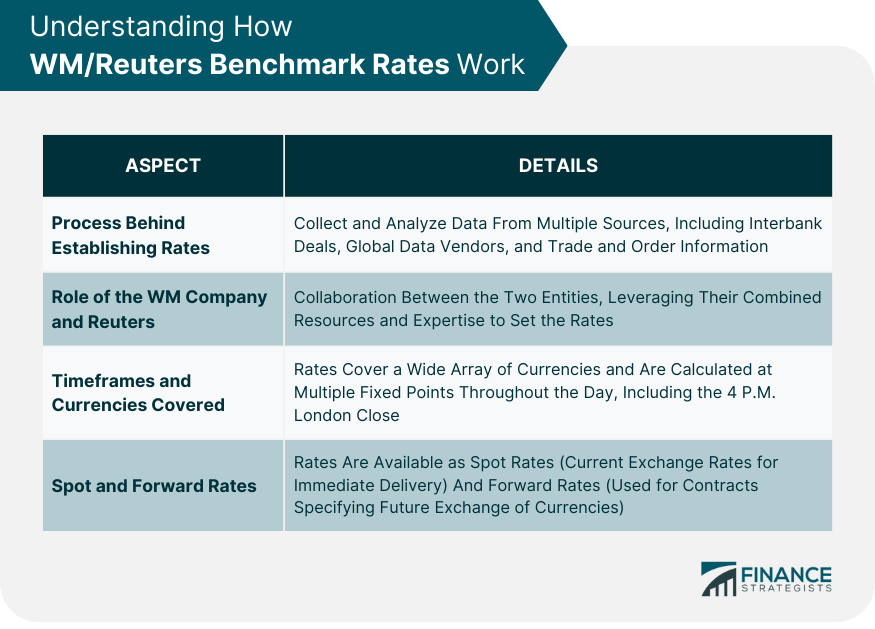 Understanding How
WM/Reuters Benchmark Rates Work
ASPECT
DETAILS
Process Behind
Establishing Rates
Collect and Analyze Data From Multiple Sources, Including Interbank
Deals, Global Data Vendors, and Trade and Order Information
Role of the WM Company
and Reuters
Collaboration Between the Two Entities, Leveraging Their Combined
Resources and Expertise to Set the Rates
Timeframes and
Currencies Covered
Rates Cover a Wide Array of Currencies and Are Calculated at
Multiple Fixed Points Throughout the Day, Including the 4 P.M.
London Close
Spot and Forward Rates
Rates Are Available as Spot Rates (Current Exchange Rates for
Immediate Delivery) And Forward Rates (Used for Contracts
Specifying Future Exchange of Currencies)
FINANCE
STRATEGISTS